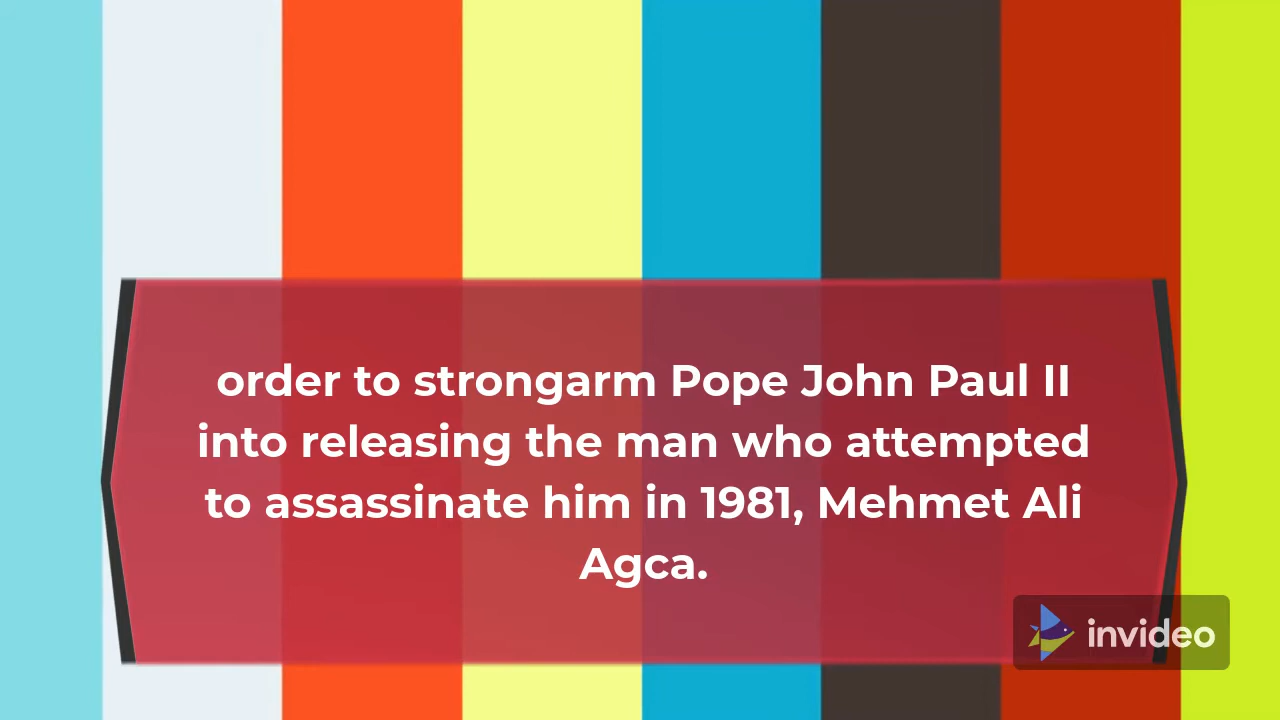 order to strongarm Pope John Paul II
into releasing the man who attempted
to assassinate him in 1981, Mehmet Ali
Agca.
invideo